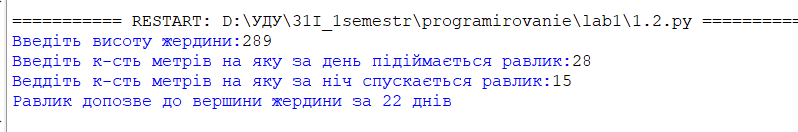 =========== RESTART: D:\УДУ\31I_1semestr\programirovanie\lab1\1.2.py ==========
Введіть висоту жердини:289
Введіть к-сть метрів на яку за день підіймається равлик:28
Веддіть к-сть метрів на яку за ніч спускається равлик:15
Равлик допозве до вершини жердини за 22 днів